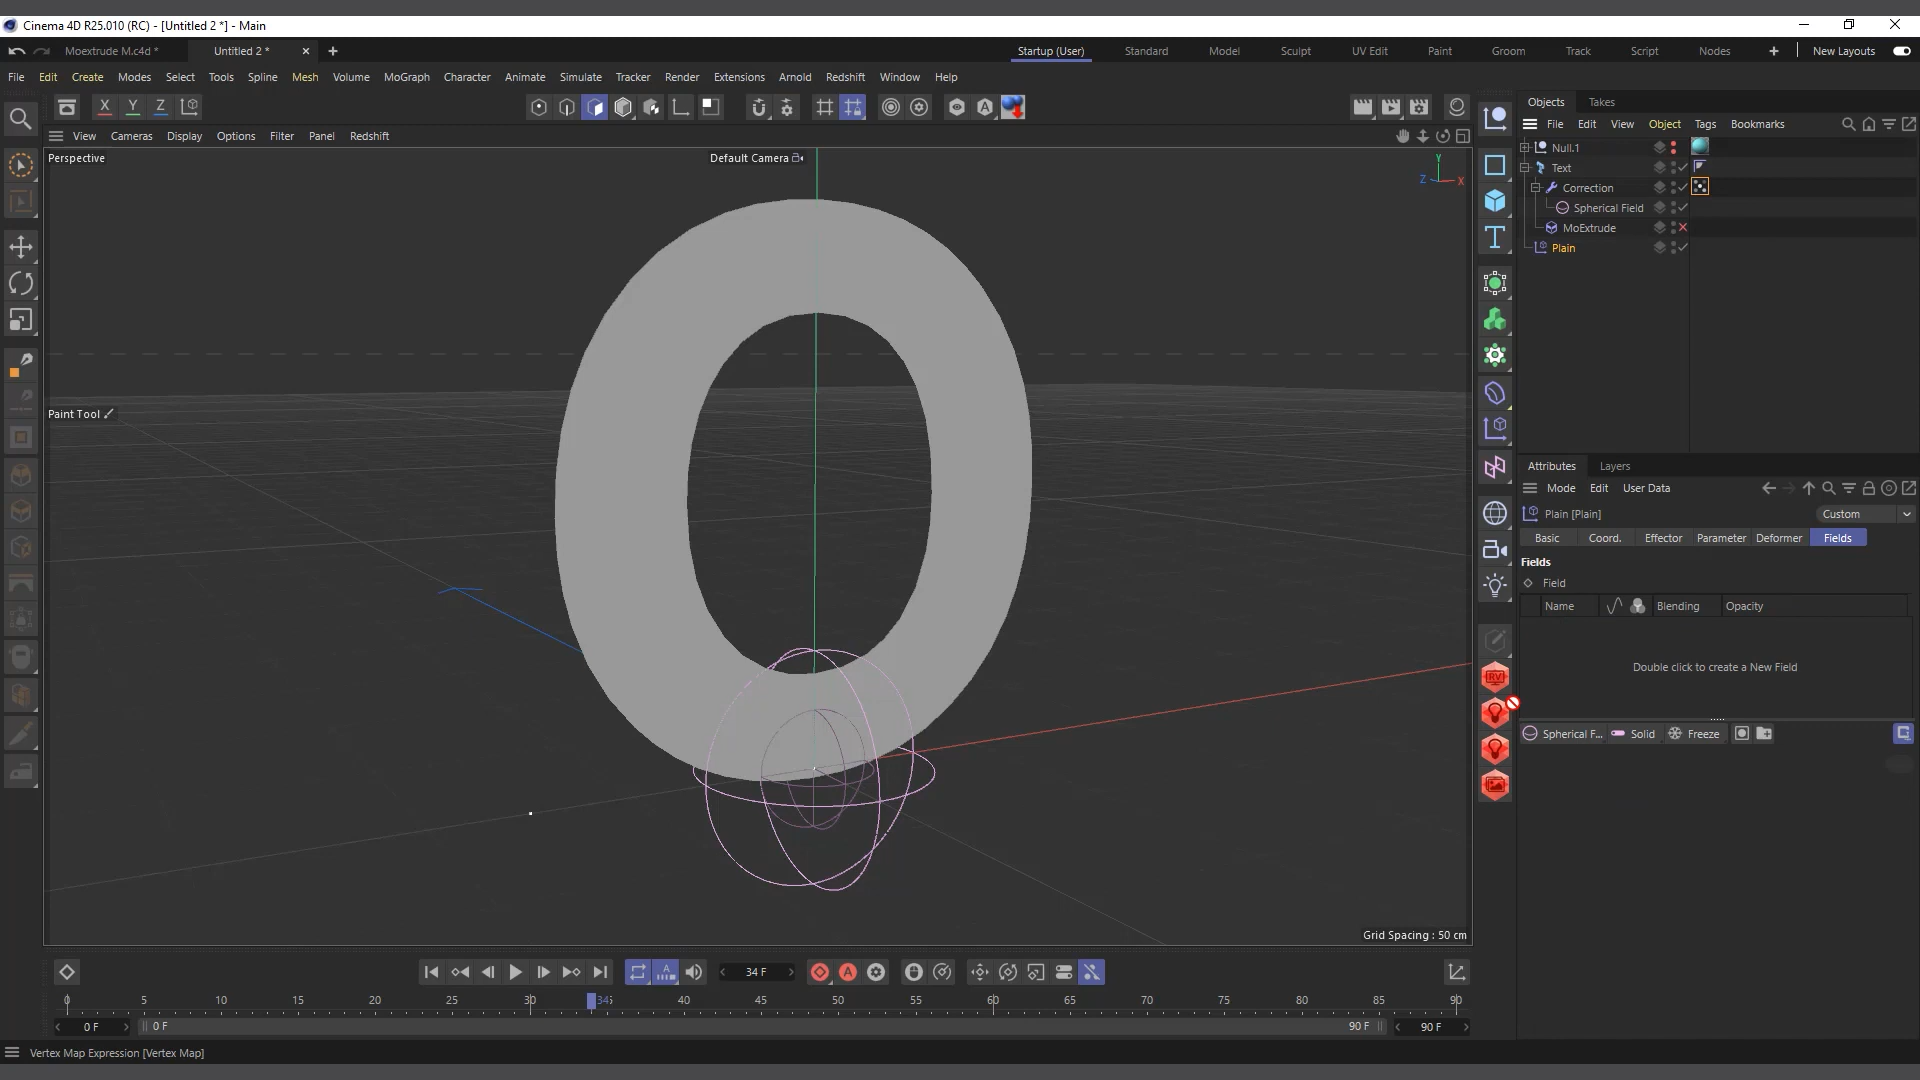 Cinema 4D R25.010 (RC) - [Untitled 2 *] - Main
Moextrude M.c4d *
Untitled 2 *
Startup (User)
Standard
Model
Sculpt
UV Edit
Paint
Groom
Track
Script
Nodes
New Layouts
File
Edit
Create
Modes
Select
Tools
Spline
Mesh
Volume
MoGraph
Character
Animate
Simulate
Tracker
Render
Extensions
Arnold
Redshift
Window
Help
X
Y
Z
View
Cameras
Display
Options
Filter
Panel
Redshift
Perspective
Default Camera
Y
Z
X
Paint Tool
Grid Spacing : 50 cm
Objects
Takes
File
Edit
View
Object
Tags
Bookmarks
Null.1
Text
Correction
Spherical Field
MoExtrude
Plain
Attributes
Layers
Mode
Edit
User Data
Plain [Plain]
Custom
Basic
Coord.
Effector
Parameter
Deformer
Fields
Fields
Field
Name
Blending
Opacity
Double click to create a New Field
Spherical F...
Solid
Freeze
RV
34 F
0
5
10
15
20
25
30
40
45
50
55
60
65
70
75
80
85
90
0 F
0 F
90 F
90 F
Vertex Map Expression [Vertex Map]